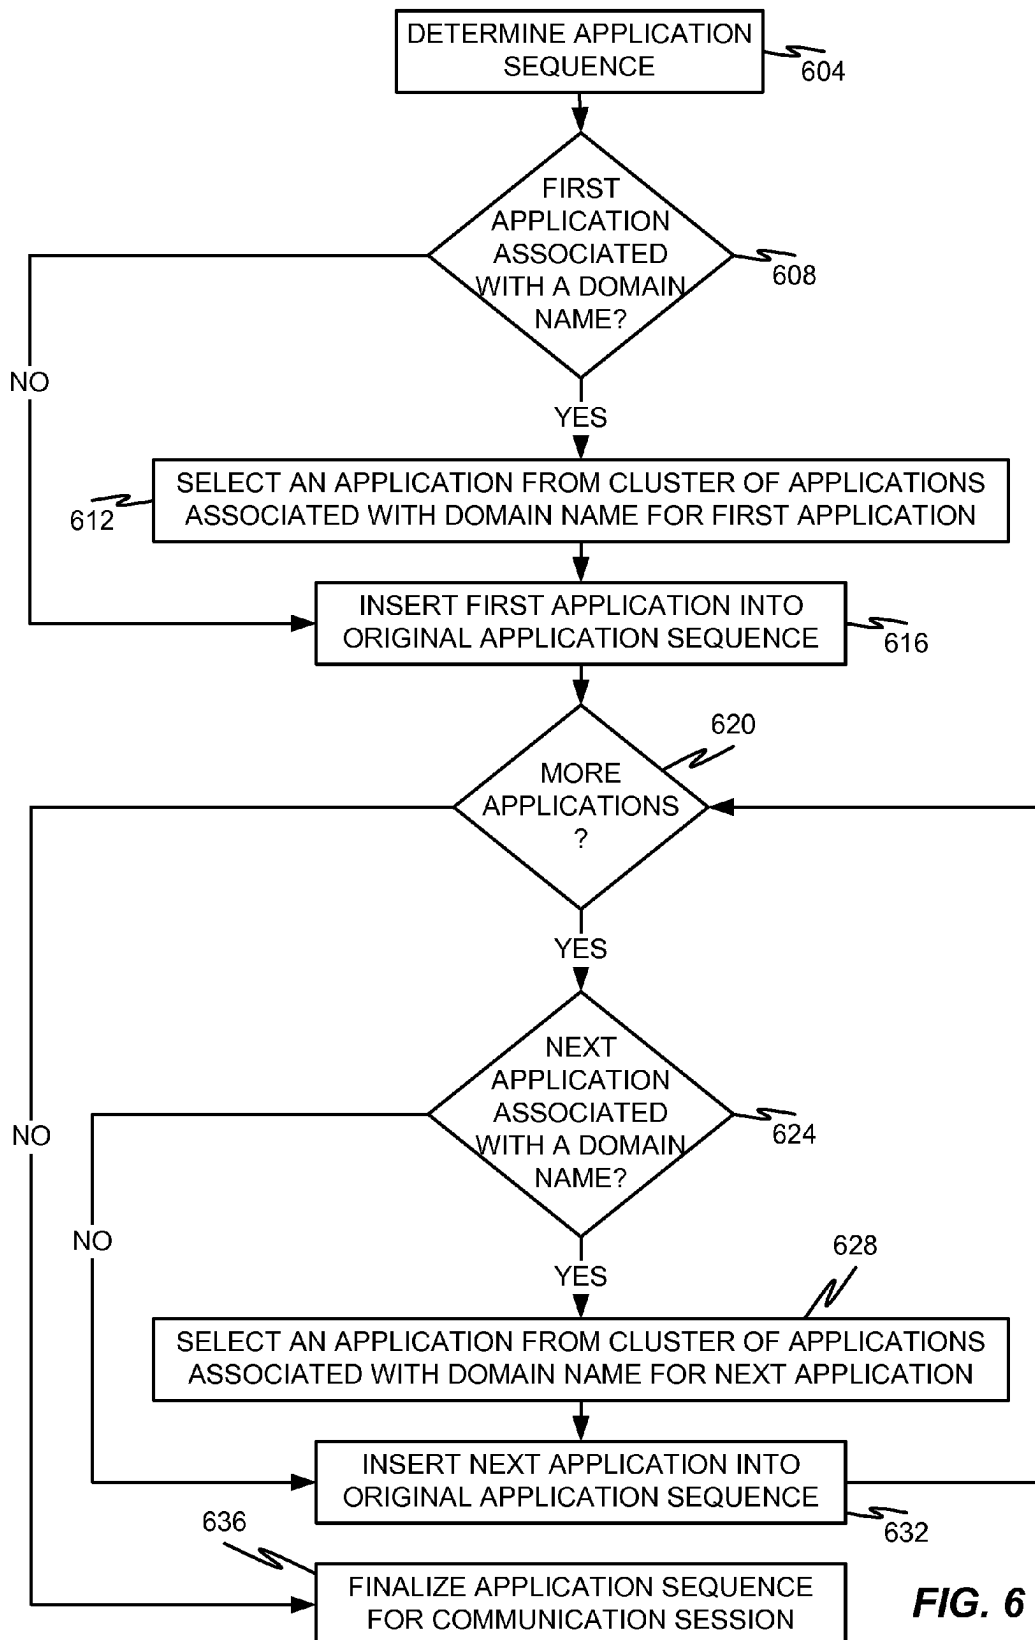 DETERMINE APPLICATION
SEQUENCE
604
FIRST
APPLICATION
ASSOCIATED
WITH A DOMAIN
NAME?
608
NO
YES
SELECT AN APPLICATION FROM CLUSTER OF APPLICATIONS
ASSOCIATED WITH DOMAIN NAME FOR FIRST APPLICATION
612
INSERT FIRST APPLICATION INTO
ORIGINAL APPLICATION SEQUENCE
616
620
MORE
APPLICATIONS
?
YES
NO
NEXT
APPLICATION
ASSOCIATED
WITH A DOMAIN
NAME?
624
NO
YES
628
SELECT AN APPLICATION FROM CLUSTER OF APPLICATIONS
ASSOCIATED WITH DOMAIN NAME FOR NEXT APPLICATION
INSERT NEXT APPLICATION INTO
ORIGINAL APPLICATION SEQUENCE
632
636
FINALIZE APPLICATION SEQUENCE
FOR COMMUNICATION SESSION
FIG. 6